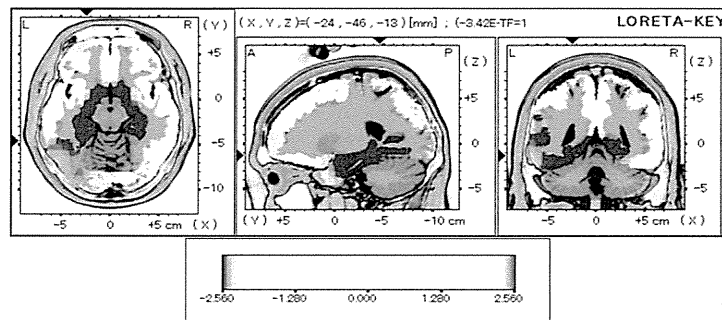 L R (Y)
+5
0
-5
-10
-5 0 +5 cm (X)
(X,Y,Z)=(-24,-46,-13)[mm] ; (-3.42E-TF=1 LORETA-KEY
A P (Z)
+5
0
-5
(Y) +5 0 -5 -10 cm
L R (Z)
+5
0
-5
-5 0 +5 cm (X)
-2.560 -1.280 0.000 1.280 2.560